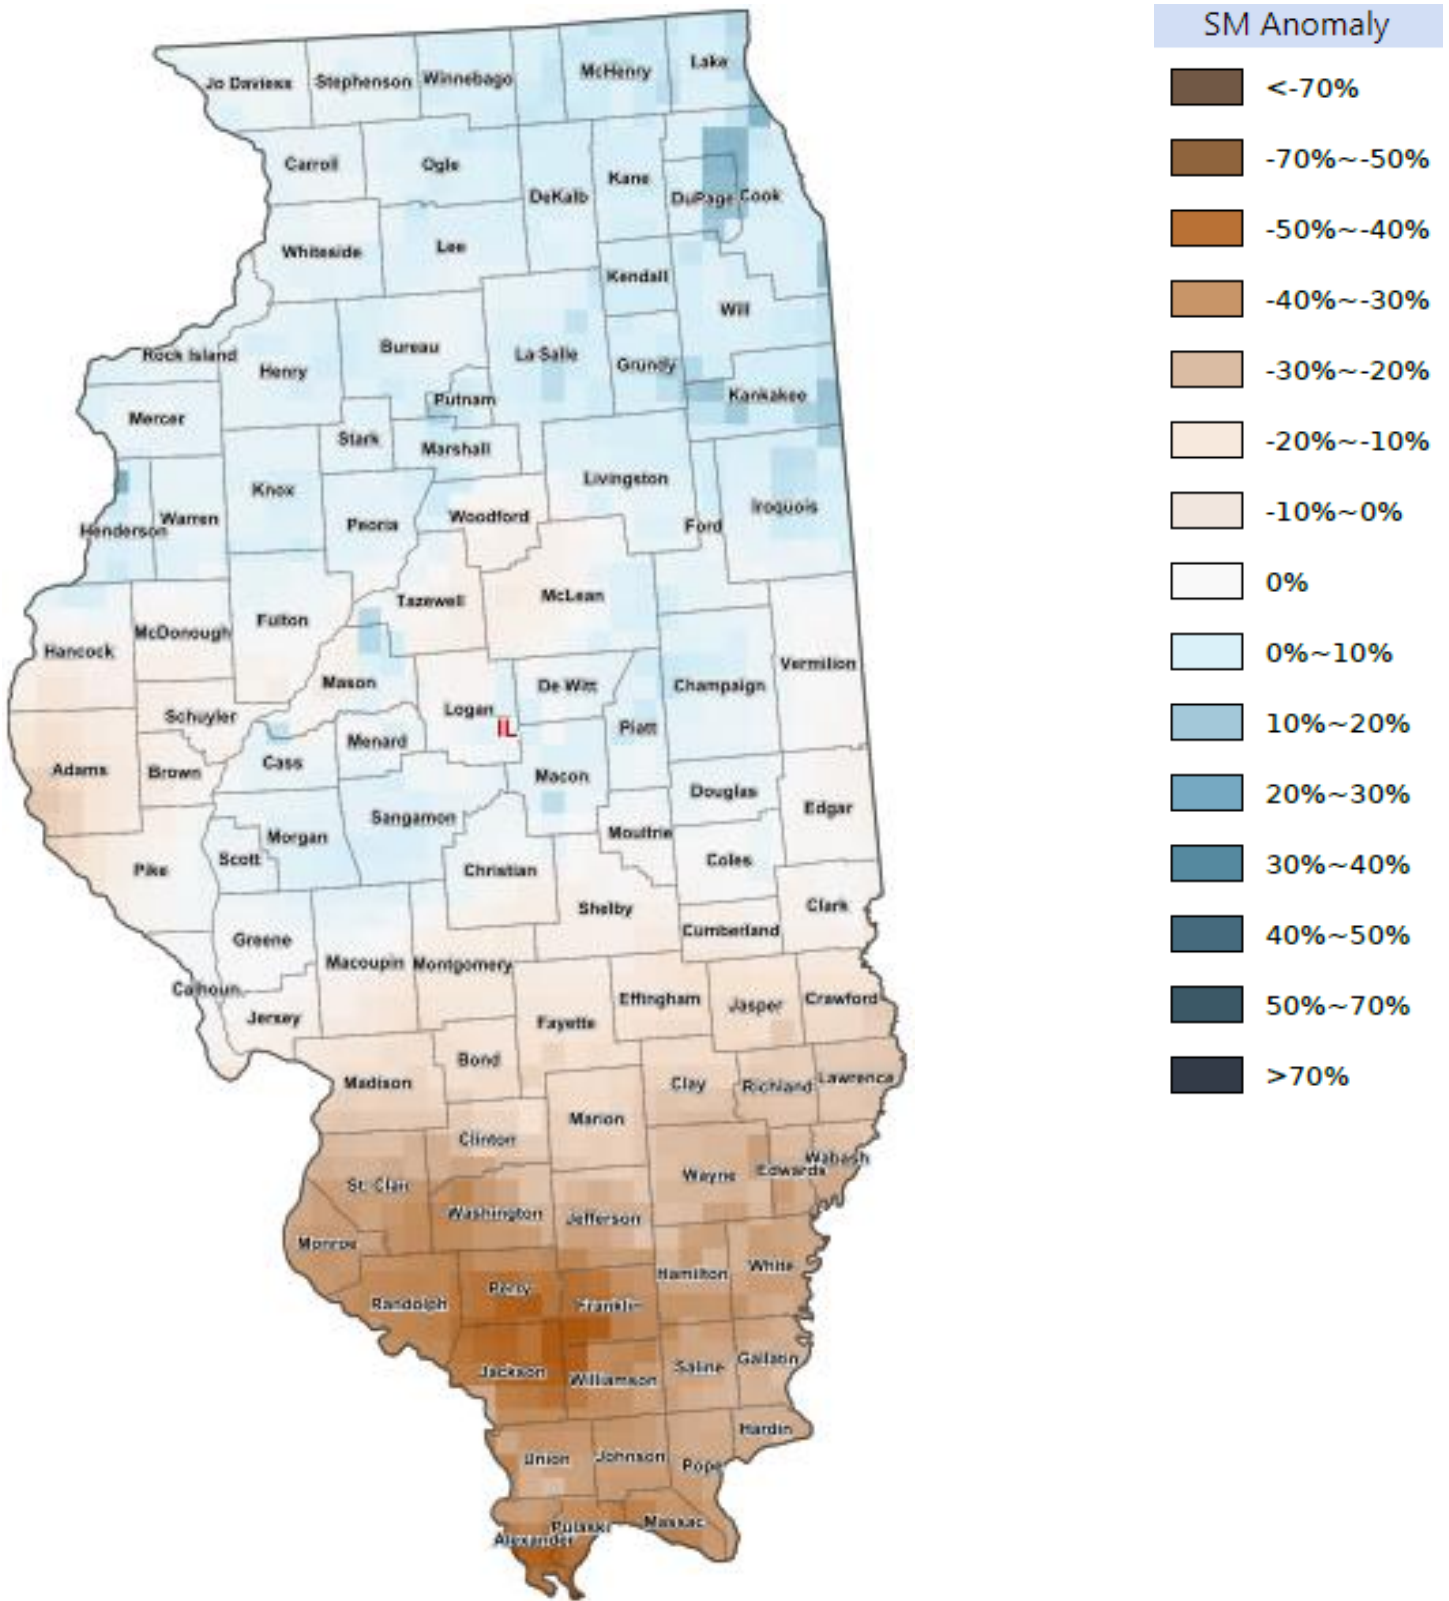 SM Anomaly
<-70%
-70%~-50%
-50%~-40%
-40%~-30%
-30%~-20%
-20%~-10%
-10%~0%
0%
0%~10%
10%~20%
20%~30%
30%~40%
40%~50%
50%~70%
>70%
Jo Daviess
Stephenson
Winnebago
McHenry
Lake
Carroll
Ogle
DeKalb
Kane
DuPage
Cook
Whiteside
Lee
Kendall
Will
Rock Island
Henry
Bureau
La Salle
Grundy
Kankakee
Mercer
Putnam
Stark
Marshall
Knox
Livingston
Iroquois
Henderson
Warren
Peoria
Woodford
Ford
Hancock
McDonough
Fulton
Tazewell
McLean
Vermilion
Schuyler
Mason
Logan
IL
De Witt
Piatt
Champaign
Adams
Brown
Cass
Menard
Macon
Douglas
Edgar
Pike
Scott
Morgan
Sangamon
Christian
Moultrie
Coles
Shelby
Cumberland
Clark
Greene
Calhoun
Jersey
Macoupin
Montgomery
Fayette
Effingham
Jasper
Crawford
Madison
Bond
Clay
Richland
Lawrence
Clinton
Marion
Wayne
Edwards
Wabash
St. Clair
Washington
Jefferson
Monroe
Hamilton
White
Randolph
Perry
Franklin
Jackson
Williamson
Saline
Gallatin
Union
Johnson
Pope
Hardin
Alexander
Pulaski
Massac